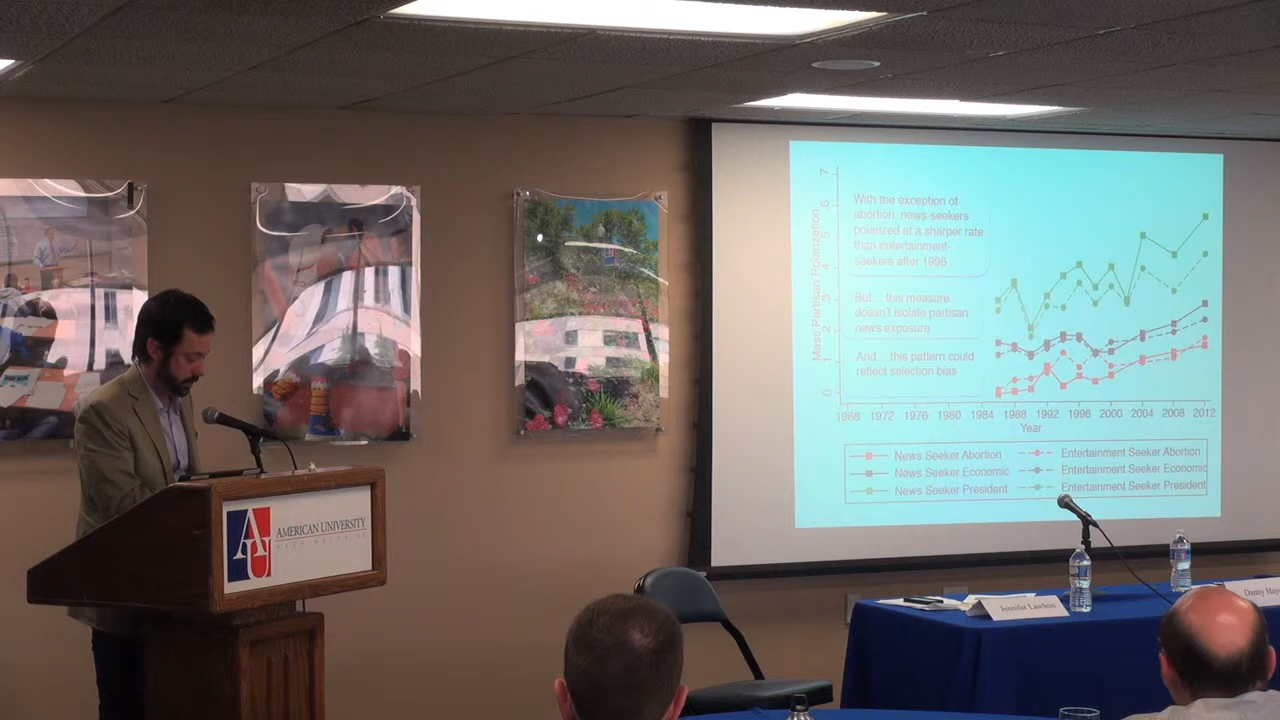 With the exception of
abortion, news-seekers
polarized at a sharper rate
than entertainment-
seekers after 1998
But... this measure
doesn't isolate partisan
news exposure
And... this pattern could
reflect selection bias
Mass Partisan Polarization
7
6
5
4
3
2
1
0
1968 1972 1976 1980 1984 1988 1992 1996 2000 2004 2008 2012
Year
News Seeker Abortion
Entertainment Seeker Abortion
News Seeker Economic
Entertainment Seeker Economic
News Seeker President
Entertainment Seeker President
AU
AMERICAN UNIVERSITY
WASHINGTON, DC
Jennifer Lawless
Danny